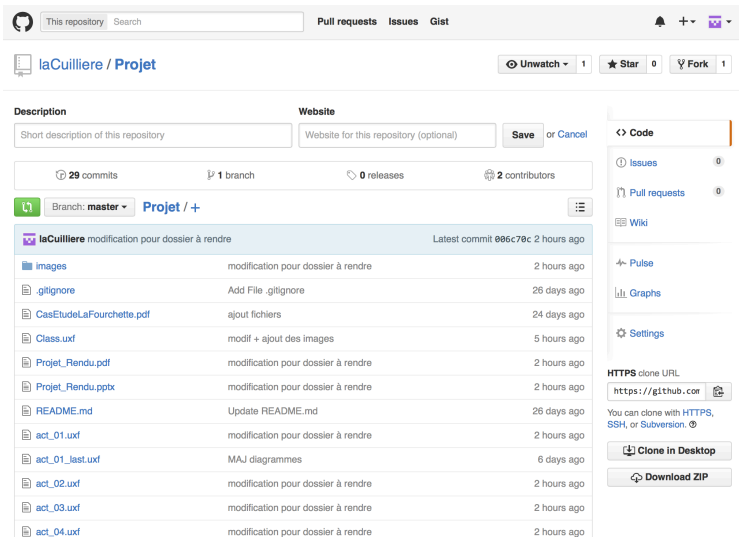 This repository Search Pull requests Issues Gist
laCuilliere / Projet Unwatch 1 Star 0 Fork 1
Description Website
Short description of this repository Website for this repository (optional) Save or Cancel
29 commits 1 branch 0 releases 2 contributors
Branch: master Projet / +
laCuilliere modification pour dossier à rendre Latest commit 006c70c 2 hours ago
images modification pour dossier à rendre 2 hours ago
.gitignore Add File .gitignore 26 days ago
CasEtudeLaFourchette.pdf ajout fichiers 24 days ago
Class.uxf modif + ajout des images 5 hours ago
Projet_Rendu.pdf modification pour dossier à rendre 2 hours ago
Projet_Rendu.pptx modification pour dossier à rendre 2 hours ago
README.md Update README.md 26 days ago
act_01.uxf modification pour dossier à rendre 2 hours ago
act_01_last.uxf MAJ diagrammes 6 days ago
act_02.uxf modification pour dossier à rendre 2 hours ago
act_03.uxf modification pour dossier à rendre 2 hours ago
act_04.uxf modification pour dossier à rendre 2 hours ago
<> Code
Issues 0
Pull requests 0
Wiki
Pulse
Graphs
Settings
HTTPS clone URL
https://github.com
You can clone with HTTPS,
SSH, or Subversion.
Clone in Desktop
Download ZIP